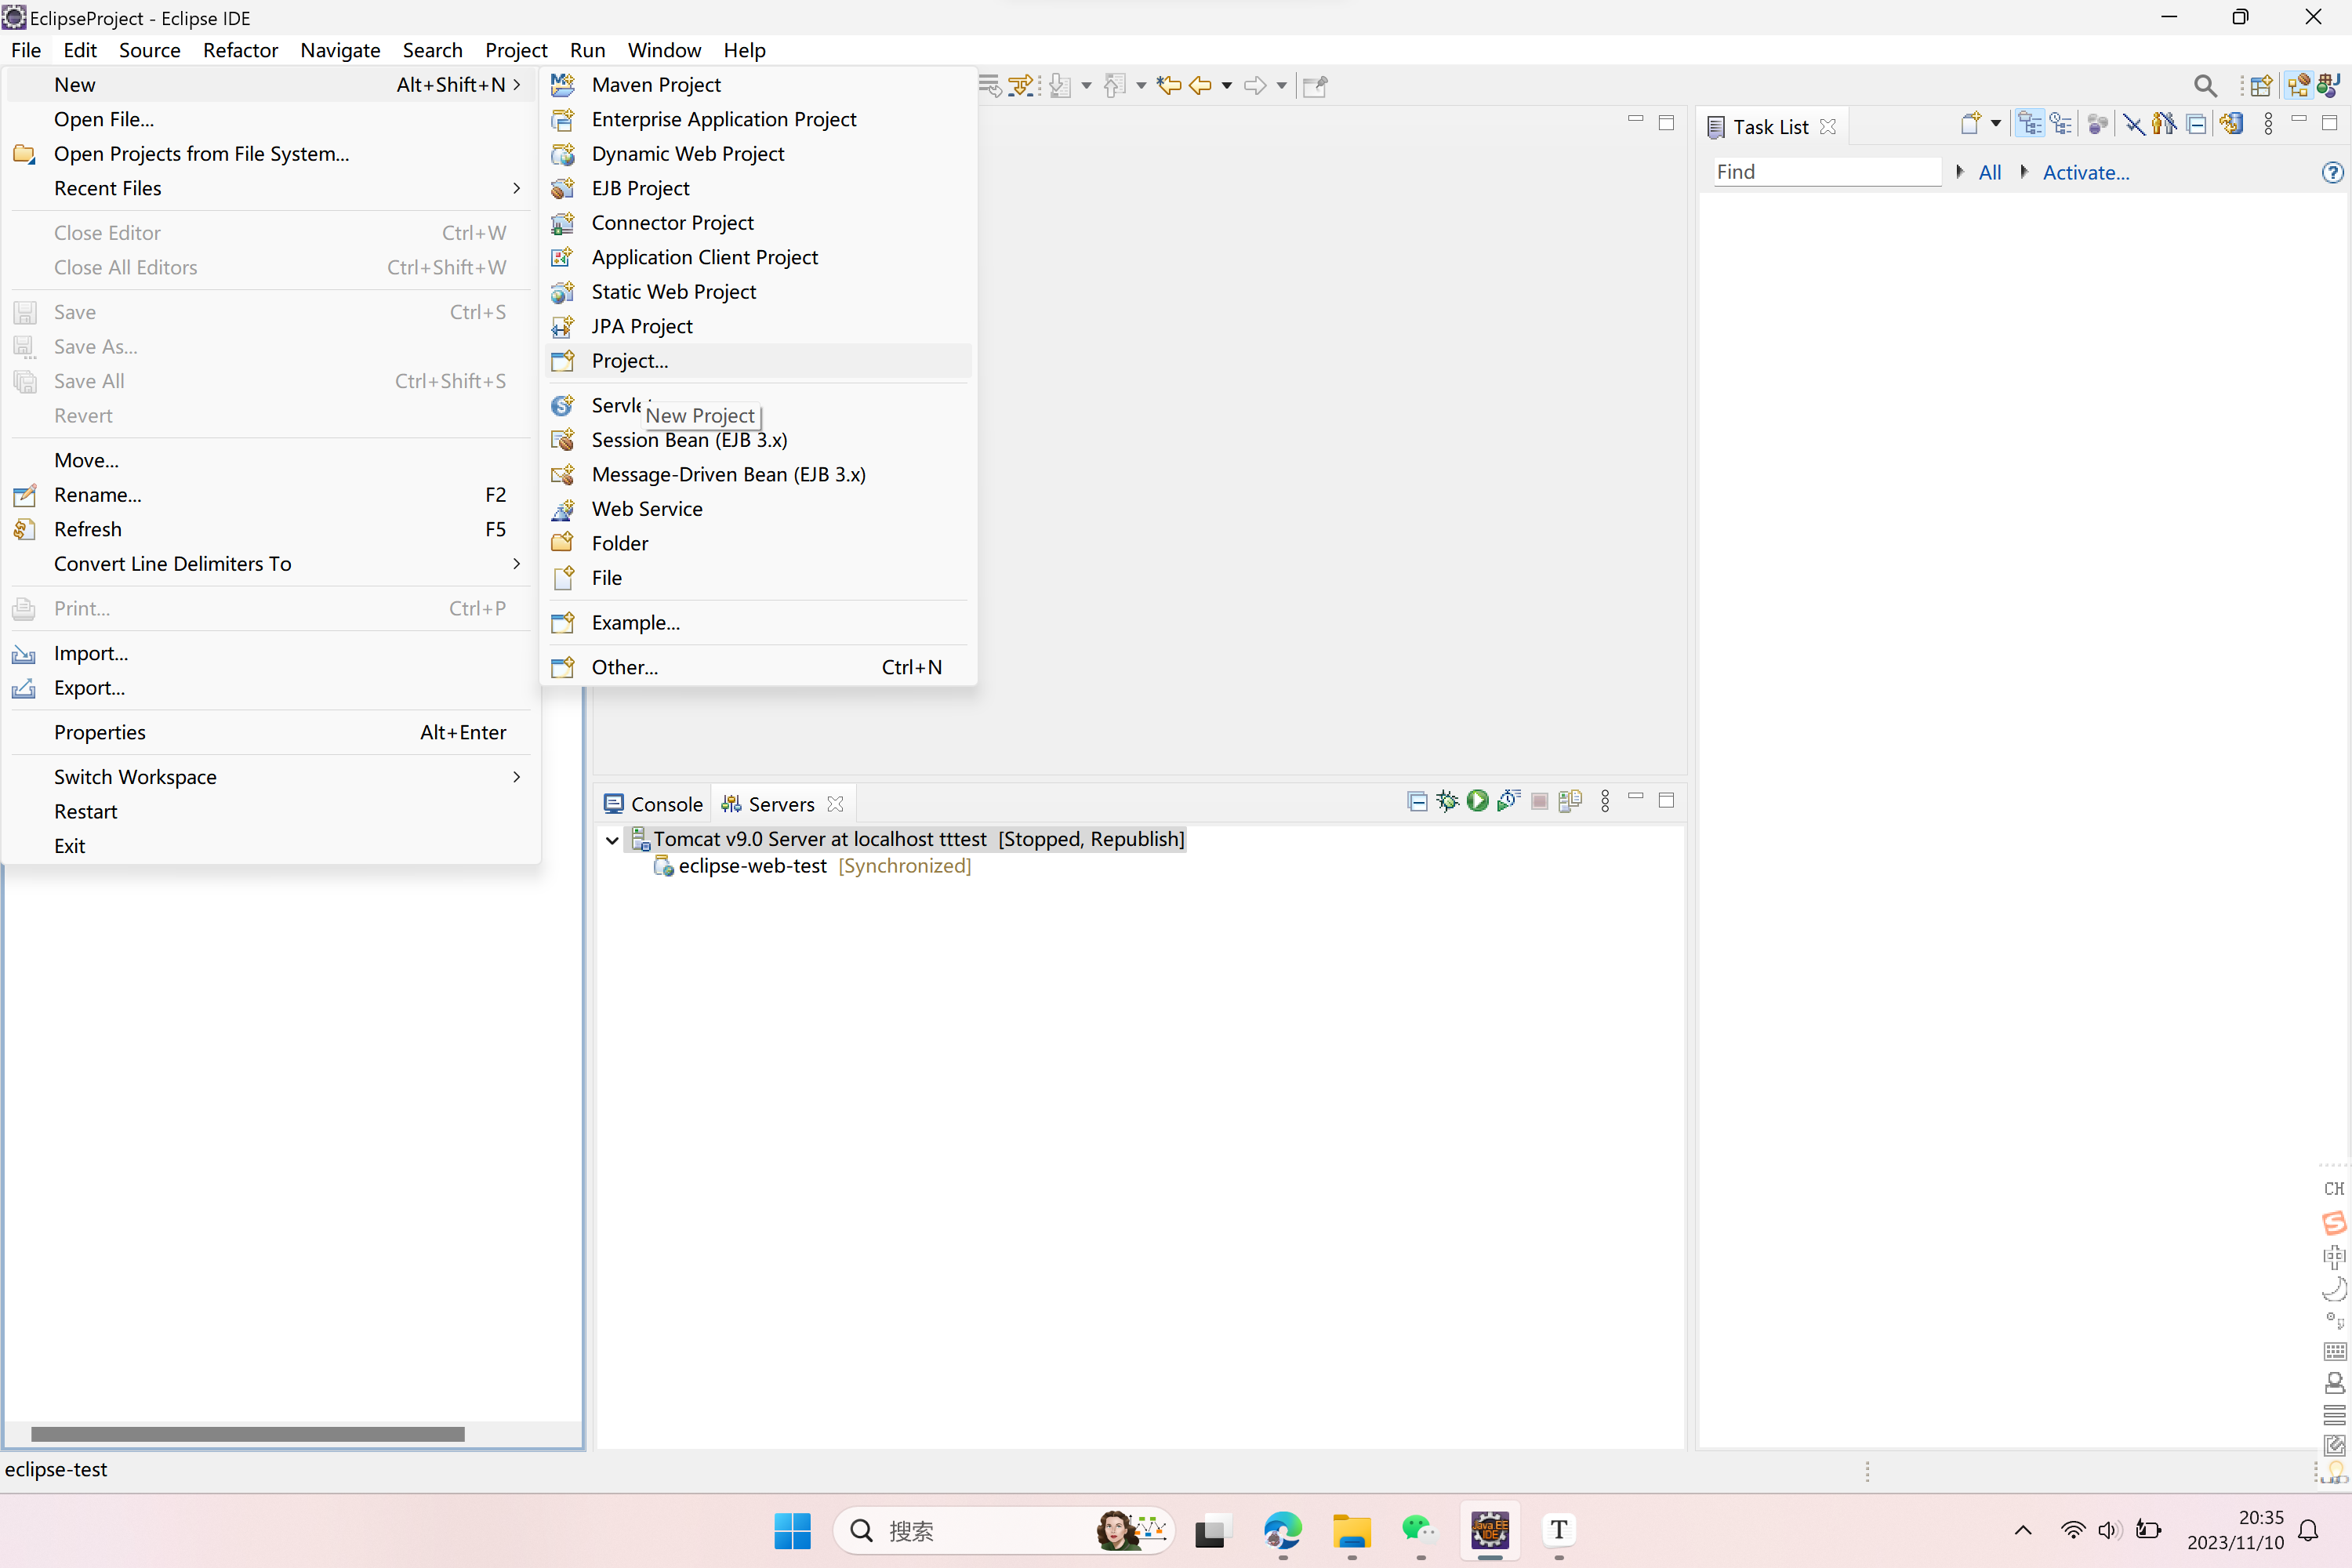 EclipseProject - Eclipse IDE
File Edit Source Refactor Navigate Search Project Run Window Help
New Alt+Shift+N
Open File...
Open Projects from File System...
Recent Files
Close Editor Ctrl+W
Close All Editors Ctrl+Shift+W
Save Ctrl+S
Save As...
Save All Ctrl+Shift+S
Revert
Move...
Rename... F2
Refresh F5
Convert Line Delimiters To
Print... Ctrl+P
Import...
Export...
Properties Alt+Enter
Switch Workspace
Restart
Exit
Maven Project
Enterprise Application Project
Dynamic Web Project
EJB Project
Connector Project
Application Client Project
Static Web Project
JPA Project
Project...
Servlet
New Project
Session Bean (EJB 3.x)
Message-Driven Bean (EJB 3.x)
Web Service
Folder
File
Example...
Other... Ctrl+N
Task List
Find All Activate...
Console Servers
Tomcat v9.0 Server at localhost tttest [Stopped, Republish]
eclipse-web-test [Synchronized]
CH
中
eclipse-test
搜索
Java EE
IDE
T
20:35
2023/11/10